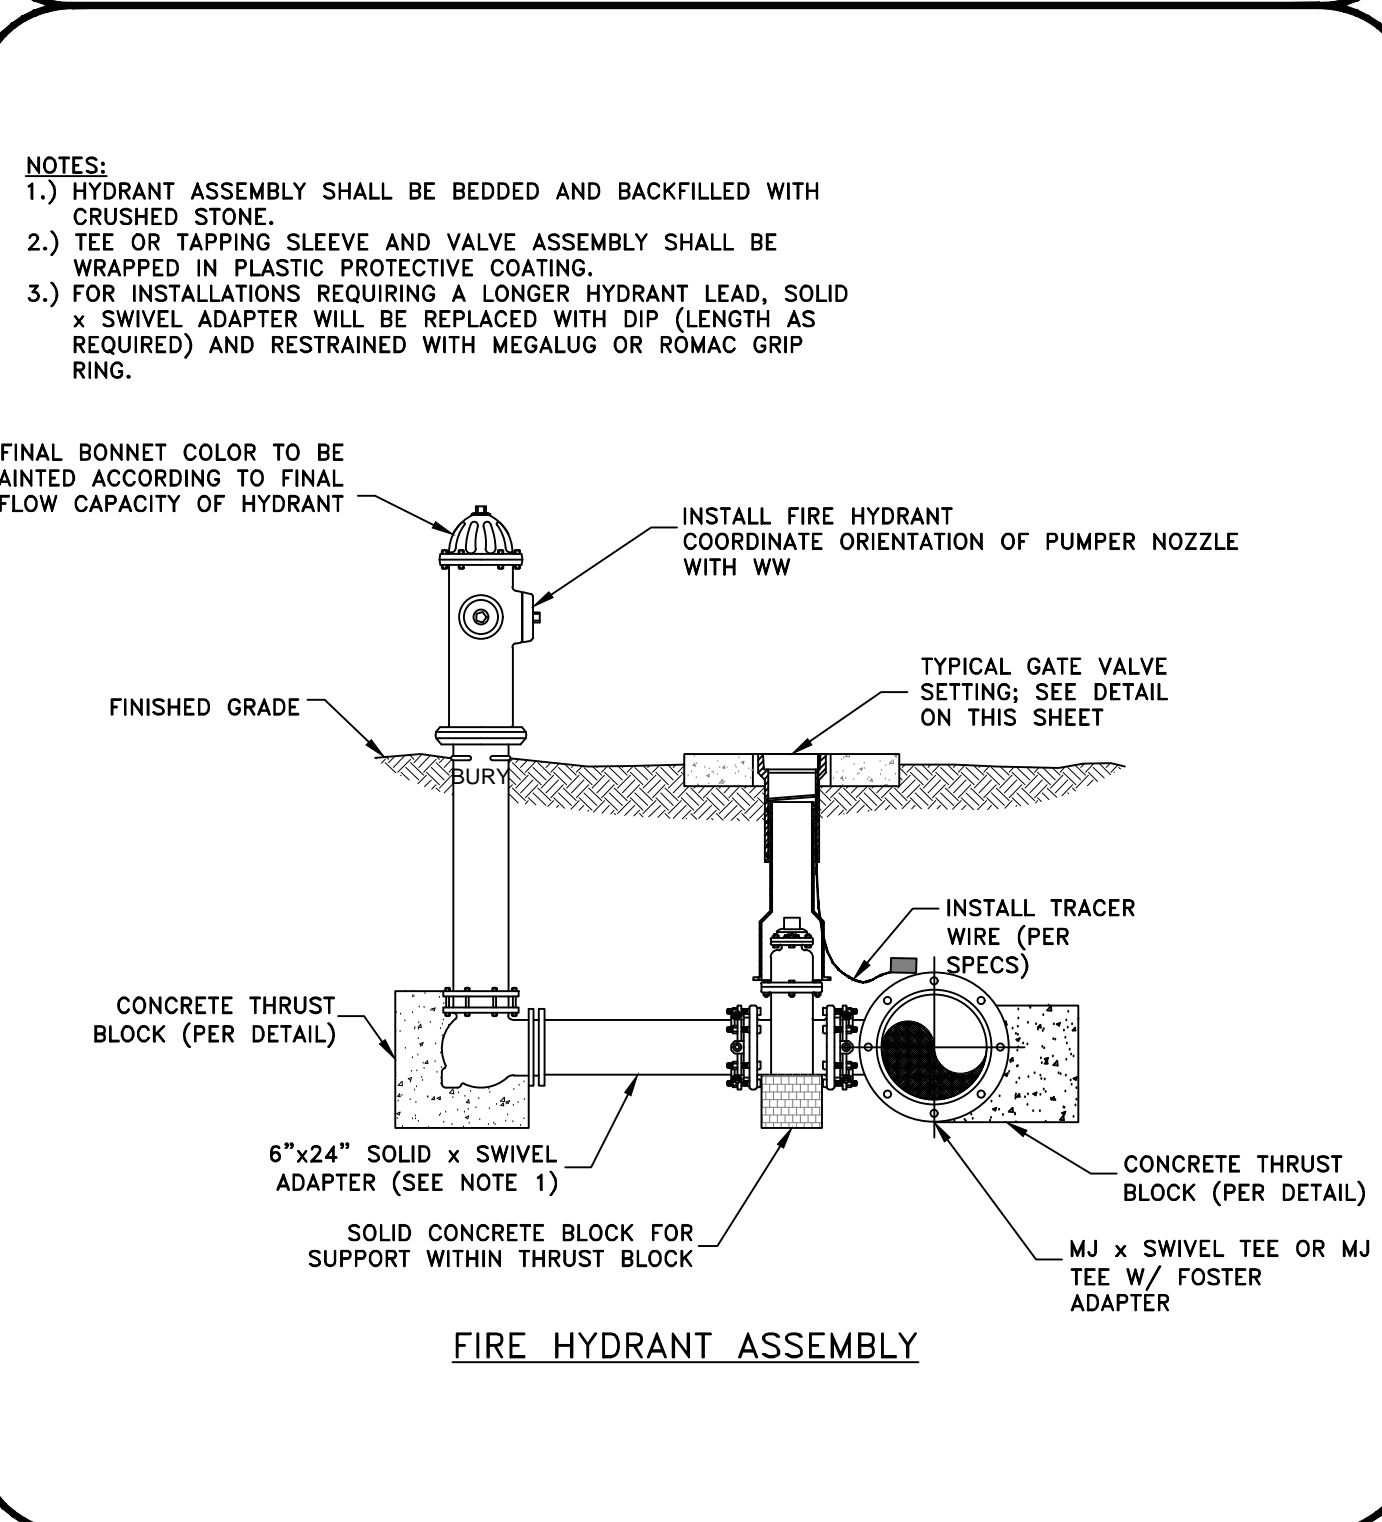 NOTES:
1.) HYDRANT ASSEMBLY SHALL BE BEDDED AND BACKFILLED WITH
CRUSHED STONE.
2.) TEE OR TAPPING SLEEVE AND VALVE ASSEMBLY SHALL BE
WRAPPED IN PLASTIC PROTECTIVE COATING.
3.) FOR INSTALLATIONS REQUIRING A LONGER HYDRANT LEAD, SOLID
x SWIVEL ADAPTER WILL BE REPLACED WITH DIP (LENGTH AS
REQUIRED) AND RESTRAINED WITH MEGALUG OR ROMAC GRIP
RING.
FINAL BONNET COLOR TO BE
AINTED ACCORDING TO FINAL
FLOW CAPACITY OF HYDRANT
INSTALL FIRE HYDRANT
COORDINATE ORIENTATION OF PUMPER NOZZLE
WITH WW
TYPICAL GATE VALVE
SETTING; SEE DETAIL
ON THIS SHEET
FINISHED GRADE
BURY
INSTALL TRACER
WIRE (PER
SPECS)
CONCRETE THRUST
BLOCK (PER DETAIL)
6”x24” SOLID x SWIVEL
ADAPTER (SEE NOTE 1)
CONCRETE THRUST
BLOCK (PER DETAIL)
SOLID CONCRETE BLOCK FOR
SUPPORT WITHIN THRUST BLOCK
MJ x SWIVEL TEE OR MJ
TEE W/ FOSTER
ADAPTER
FIRE HYDRANT ASSEMBLY